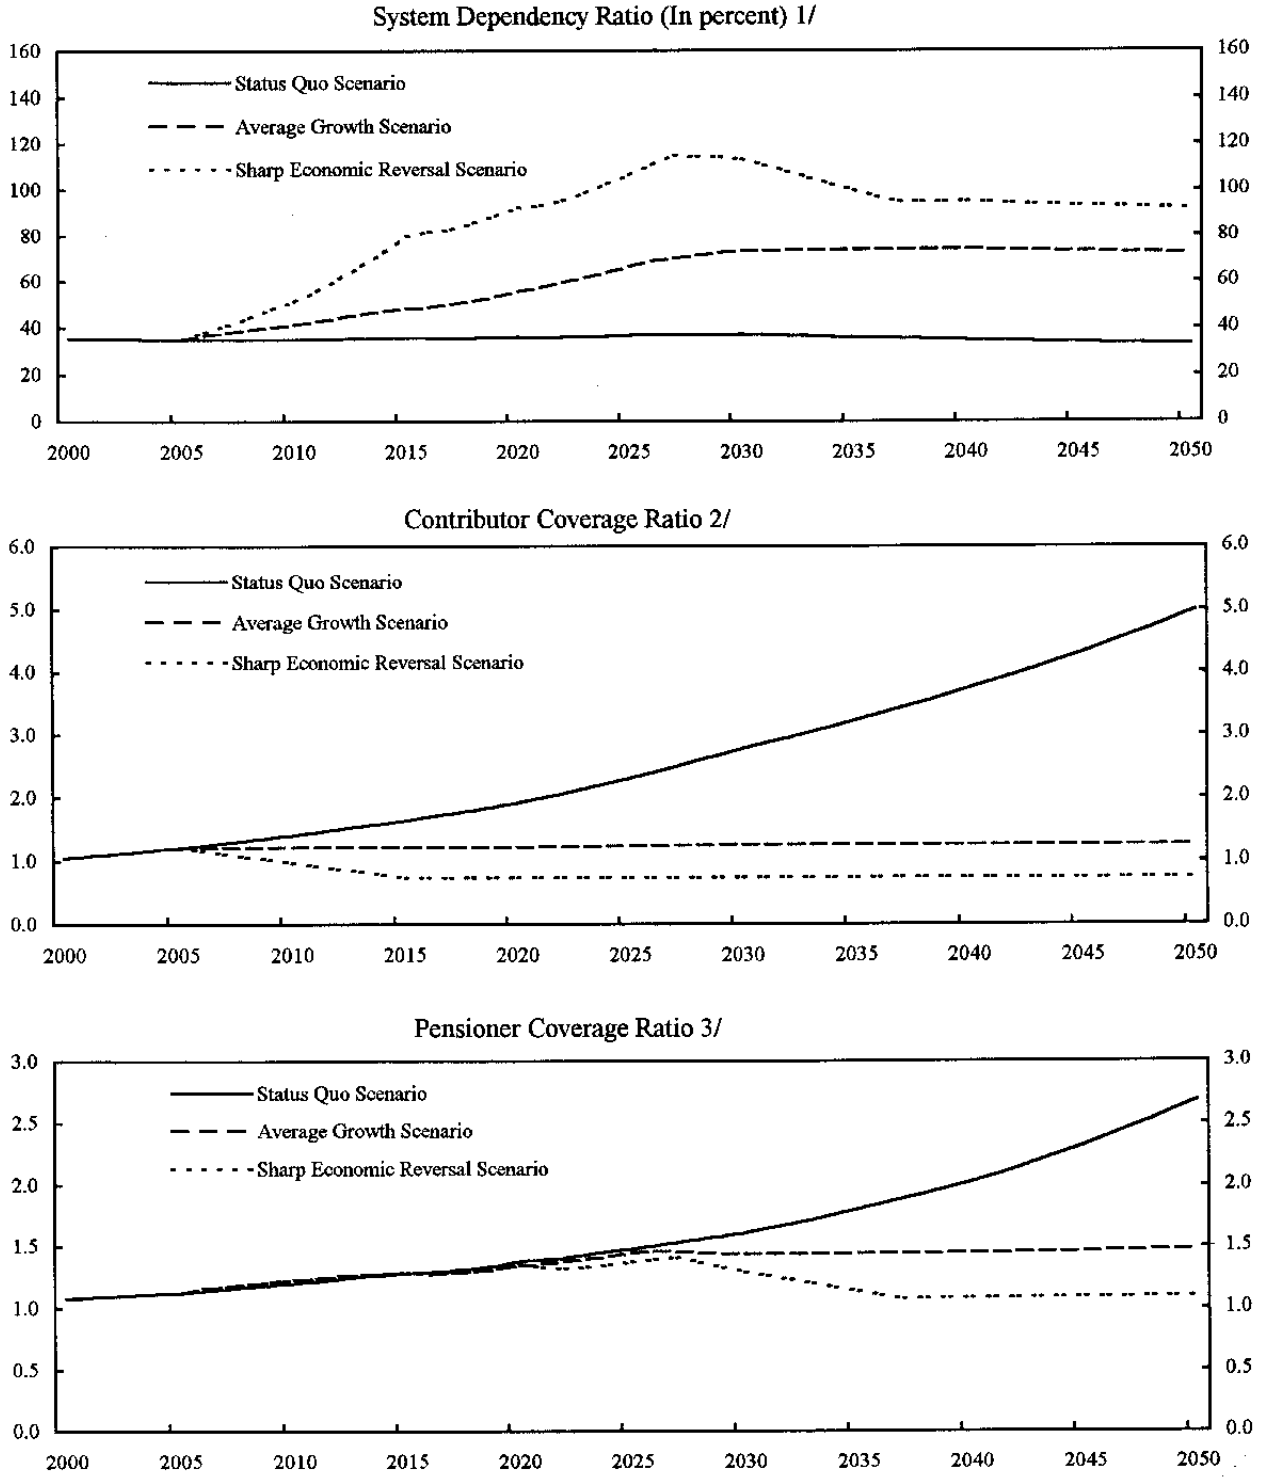 System Dependency Ratio (In percent) 1/
160 160
Status Quo Scenario
140 140
Average Growth Scenario
120 120
Sharp Economic Reversal Scenario
100 100
80 80
60 60
40 40
20 20
0 0
2000 2005 2010 2015 2020 2025 2030 2035 2040 2045 2050
Contributor Coverage Ratio 2/
6.0 6.0
Status Quo Scenario
5.0 5.0
Average Growth Scenario
Sharp Economic Reversal Scenario
4.0 4.0
3.0 3.0
2.0 2.0
1.0 1.0
0.0 0.0
2000 2005 2010 2015 2020 2025 2030 2035 2040 2045 2050
Pensioner Coverage Ratio 3/
3.0 3.0
Status Quo Scenario
2.5 2.5
Average Growth Scenario
Sharp Economic Reversal Scenario
2.0 2.0
1.5 1.5
1.0 1.0
0.5 0.5
0.0 0.0
2000 2005 2010 2015 2020 2025 2030 2035 2040 2045 2050